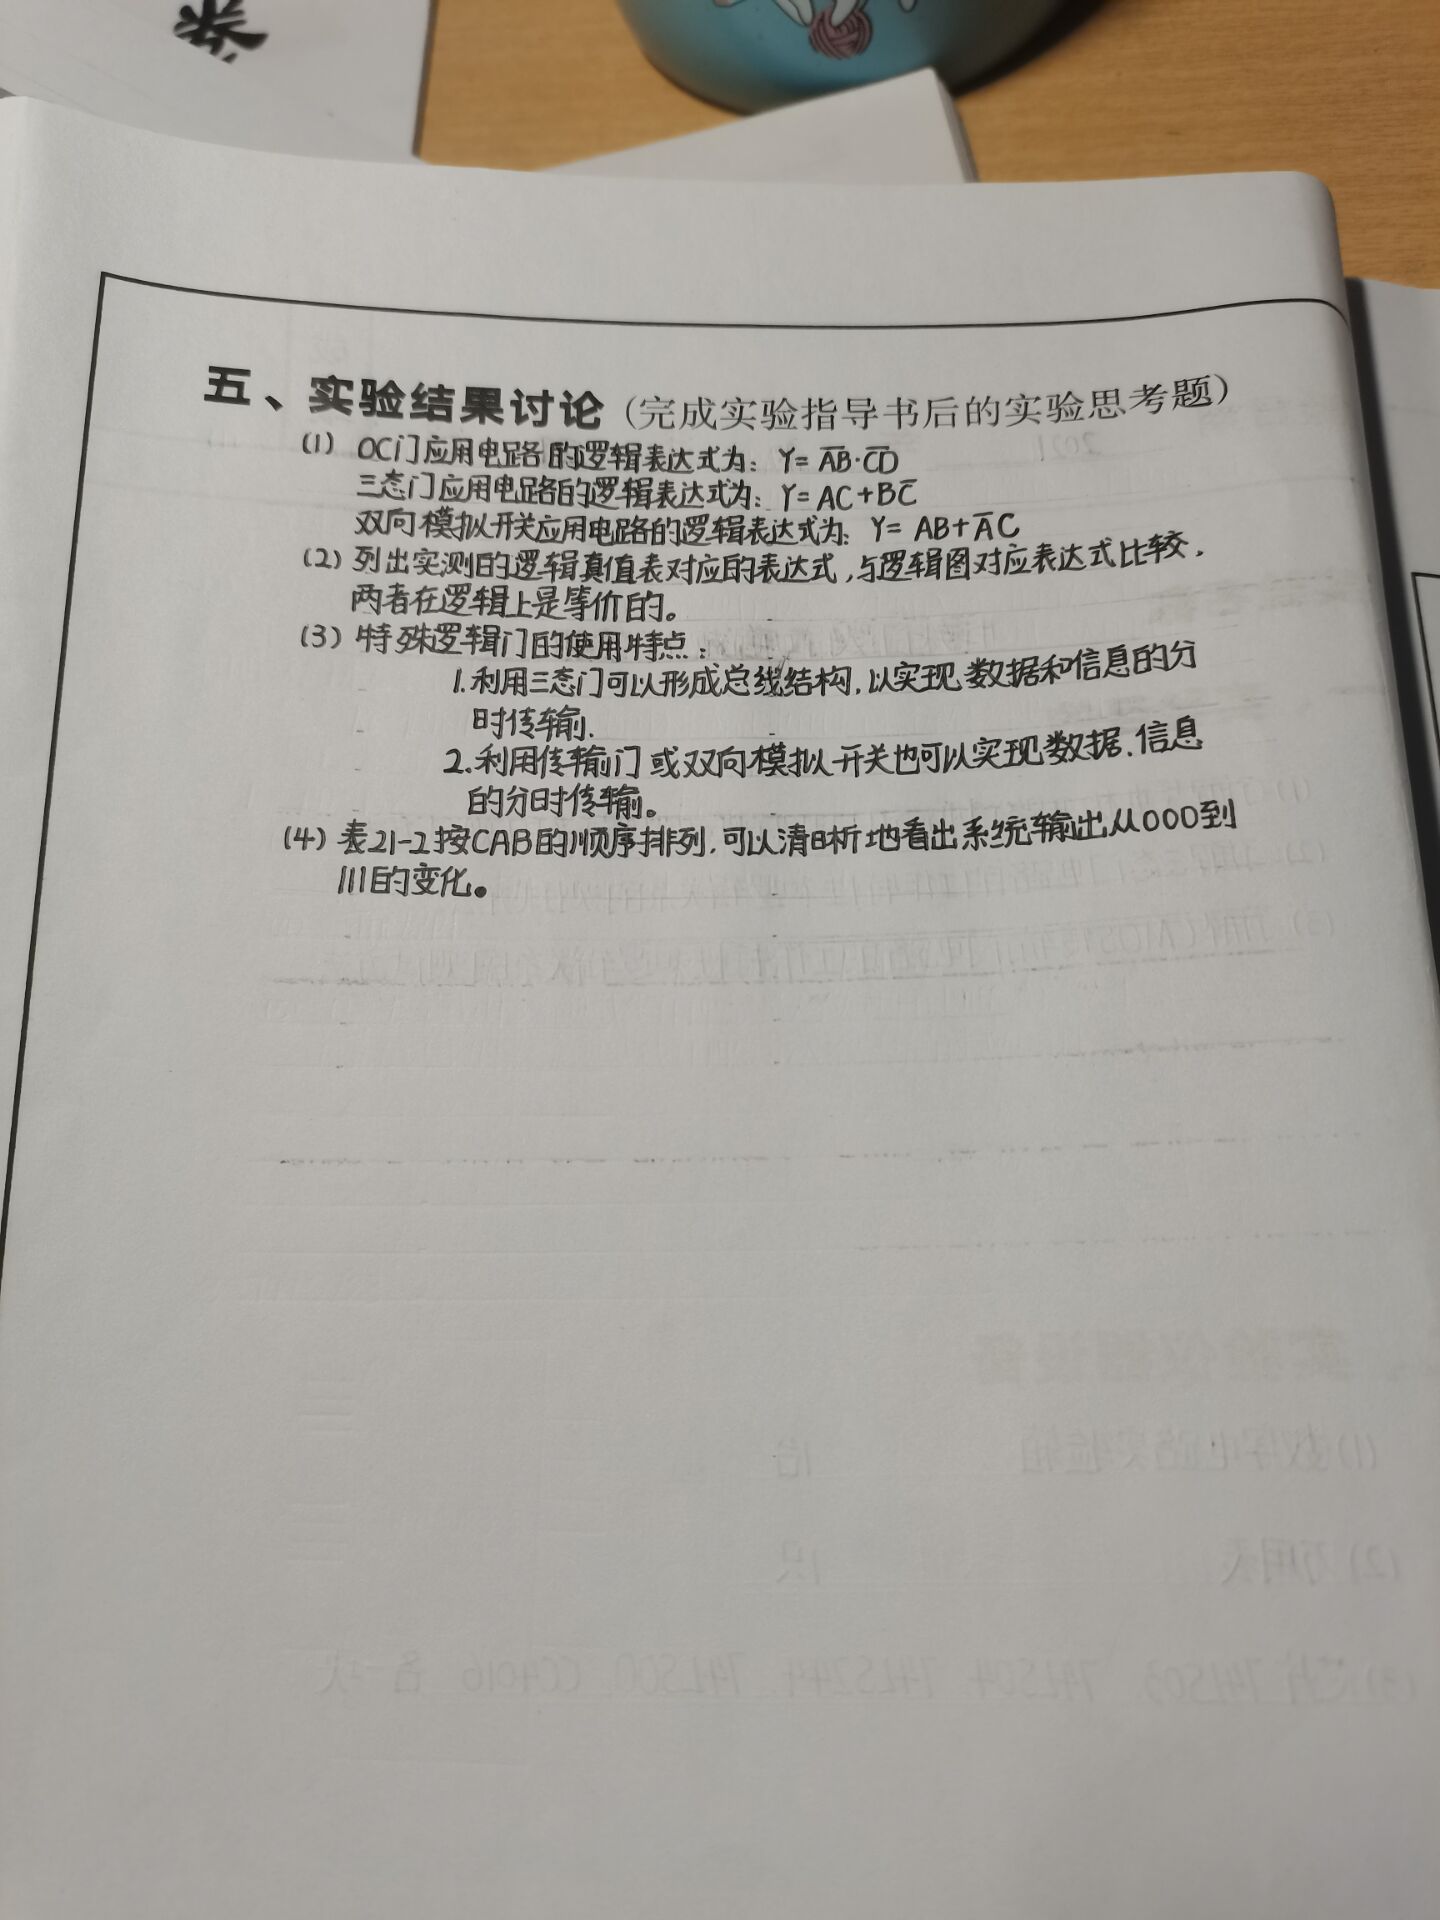 五、实验结果讨论（完成实验指导书后的实验思考题）
(1) OC门应用电路的逻辑表达式为：Y= A̅B̅·C̅D̅
三态门应用电路的逻辑表达式为：Y= AC+BC̅
双向模拟开关应用电路的逻辑表达式为：Y= AB+A̅C
(2) 列出实测的逻辑真值表对应的表达式,与逻辑图对应表达式比较,
两者在逻辑上是等价的。
(3) 特殊逻辑门的使用特点：
1.利用三态门可以形成总线结构,以实现数据和信息的分
时传输.
2.利用传输门或双向模拟开关也可以实现数据.信息
的分时传输。
(4) 表21-2按CAB的顺序排列.可以清晰地看出系统输出从000到
111的变化。